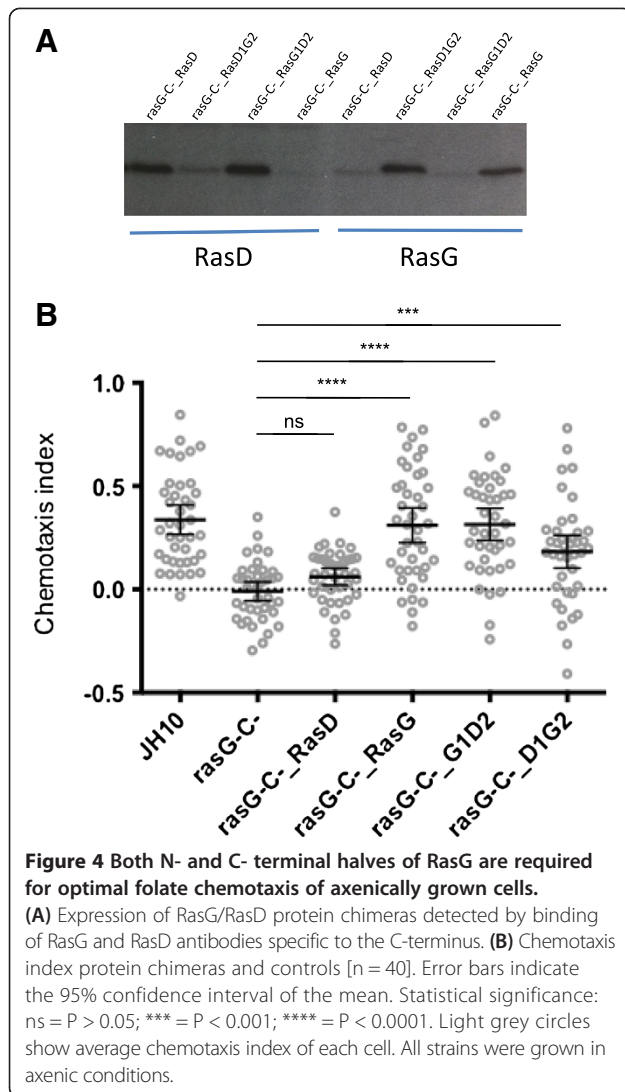 A
rasG-C-_RasD
rasG-C-_RasD1G2
rasG-C-_RasG1D2
rasG-C-_RasG
rasG-C-_RasD
rasG-C-_RasD1G2
rasG-C-_RasG1D2
rasG-C-_RasG
RasD
RasG
B
***
****
****
ns
1.0
0.5
0.0
-0.5
Chemotaxis index
JH10
rasG-C-
rasG-C-_RasD
rasG-C-_RasG
rasG-C-_G1D2
rasG-C-_D1G2
Figure 4 Both N- and C- terminal halves of RasG are required
for optimal folate chemotaxis of axenically grown cells.
(A) Expression of RasG/RasD protein chimeras detected by binding
of RasG and RasD antibodies specific to the C-terminus. (B) Chemotaxis
index protein chimeras and controls [n = 40]. Error bars indicate
the 95% confidence interval of the mean. Statistical significance:
ns = P > 0.05; *** = P < 0.001; **** = P < 0.0001. Light grey circles
show average chemotaxis index of each cell. All strains were grown in
axenic conditions.